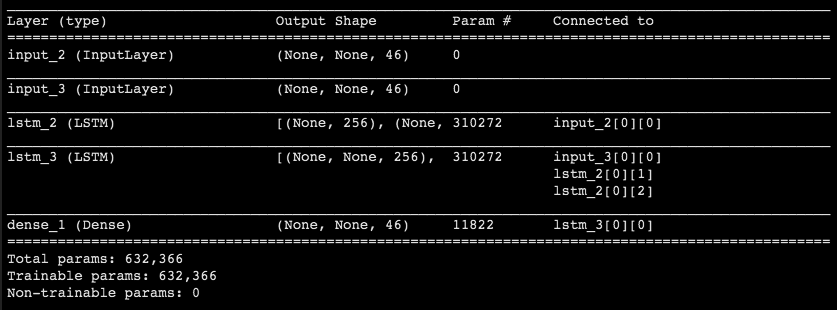 Layer (type) Output Shape Param # Connected to
input_2 (InputLayer) (None, None, 46) 0
input_3 (InputLayer) (None, None, 46) 0
lstm_2 (LSTM) [(None, 256), (None, 310272 input_2[0][0]
lstm_3 (LSTM) [(None, None, 256), 310272 input_3[0][0]
lstm_2[0][1]
lstm_2[0][2]
dense_1 (Dense) (None, None, 46) 11822 lstm_3[0][0]
Total params: 632,366
Trainable params: 632,366
Non-trainable params: 0